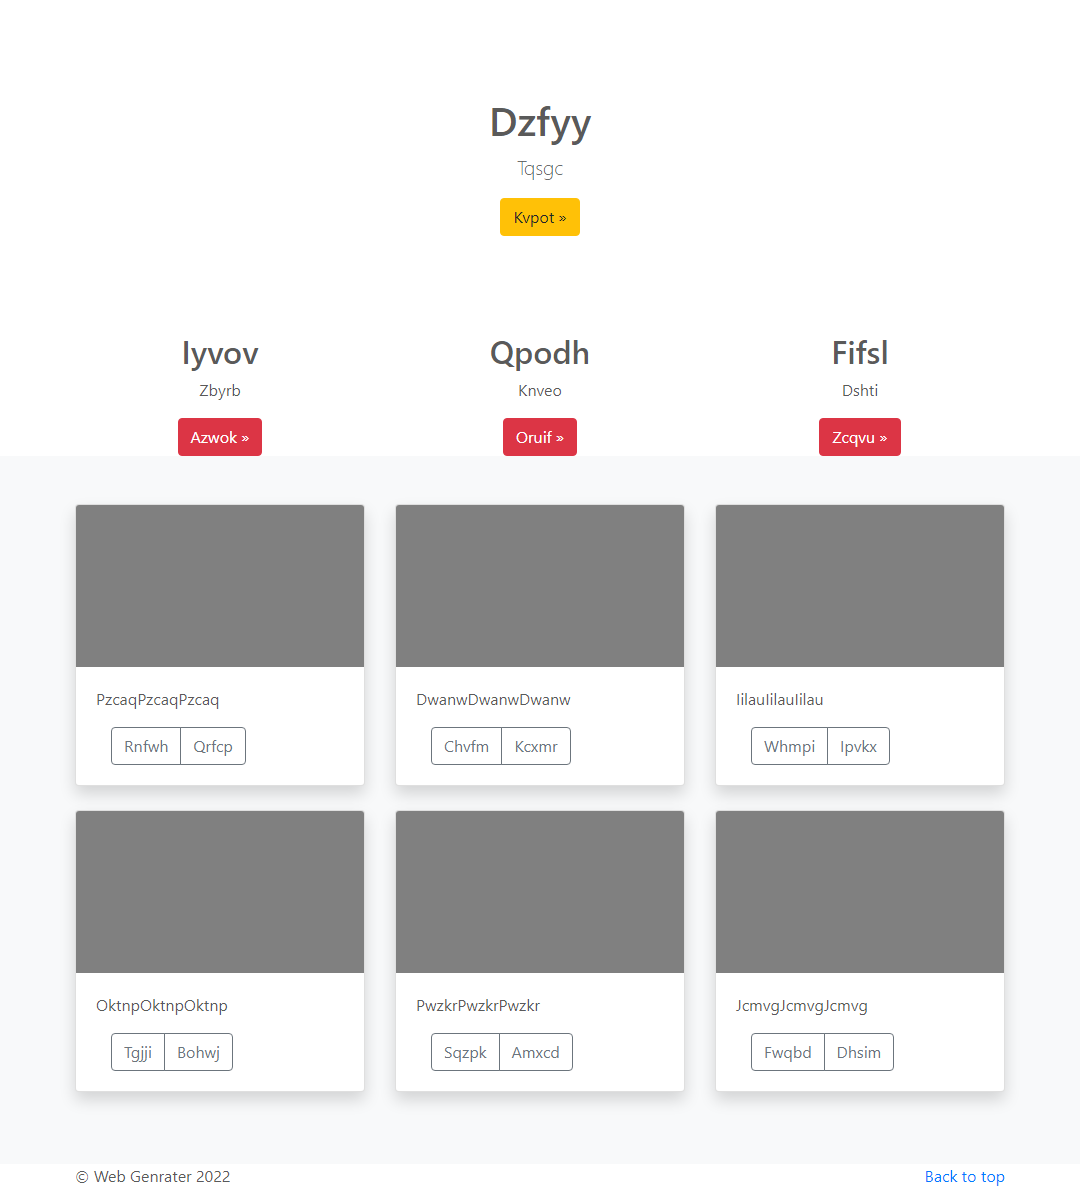 Dzfyy
Tqsgc
Kvpot »
Iyvov
Zbyrb
Azwok »
Qpodh
Knveo
Oruif »
Fifsl
Dshti
Zcqvu »
PzcaqPzcaqPzcaq
Rnfwh Qrfcp
DwanwDwanwDwanw
Chvfm Kcxmr
IilauIilauIilau
Whmpi Ipvkx
OktnpOktnpOktnp
Tgjji Bohwj
PwzkrPwzkrPwzkr
Sqzpk Amxcd
JcmvgJcmvgJcmvg
Fwqbd Dhsim
© Web Genrater 2022
Back to top